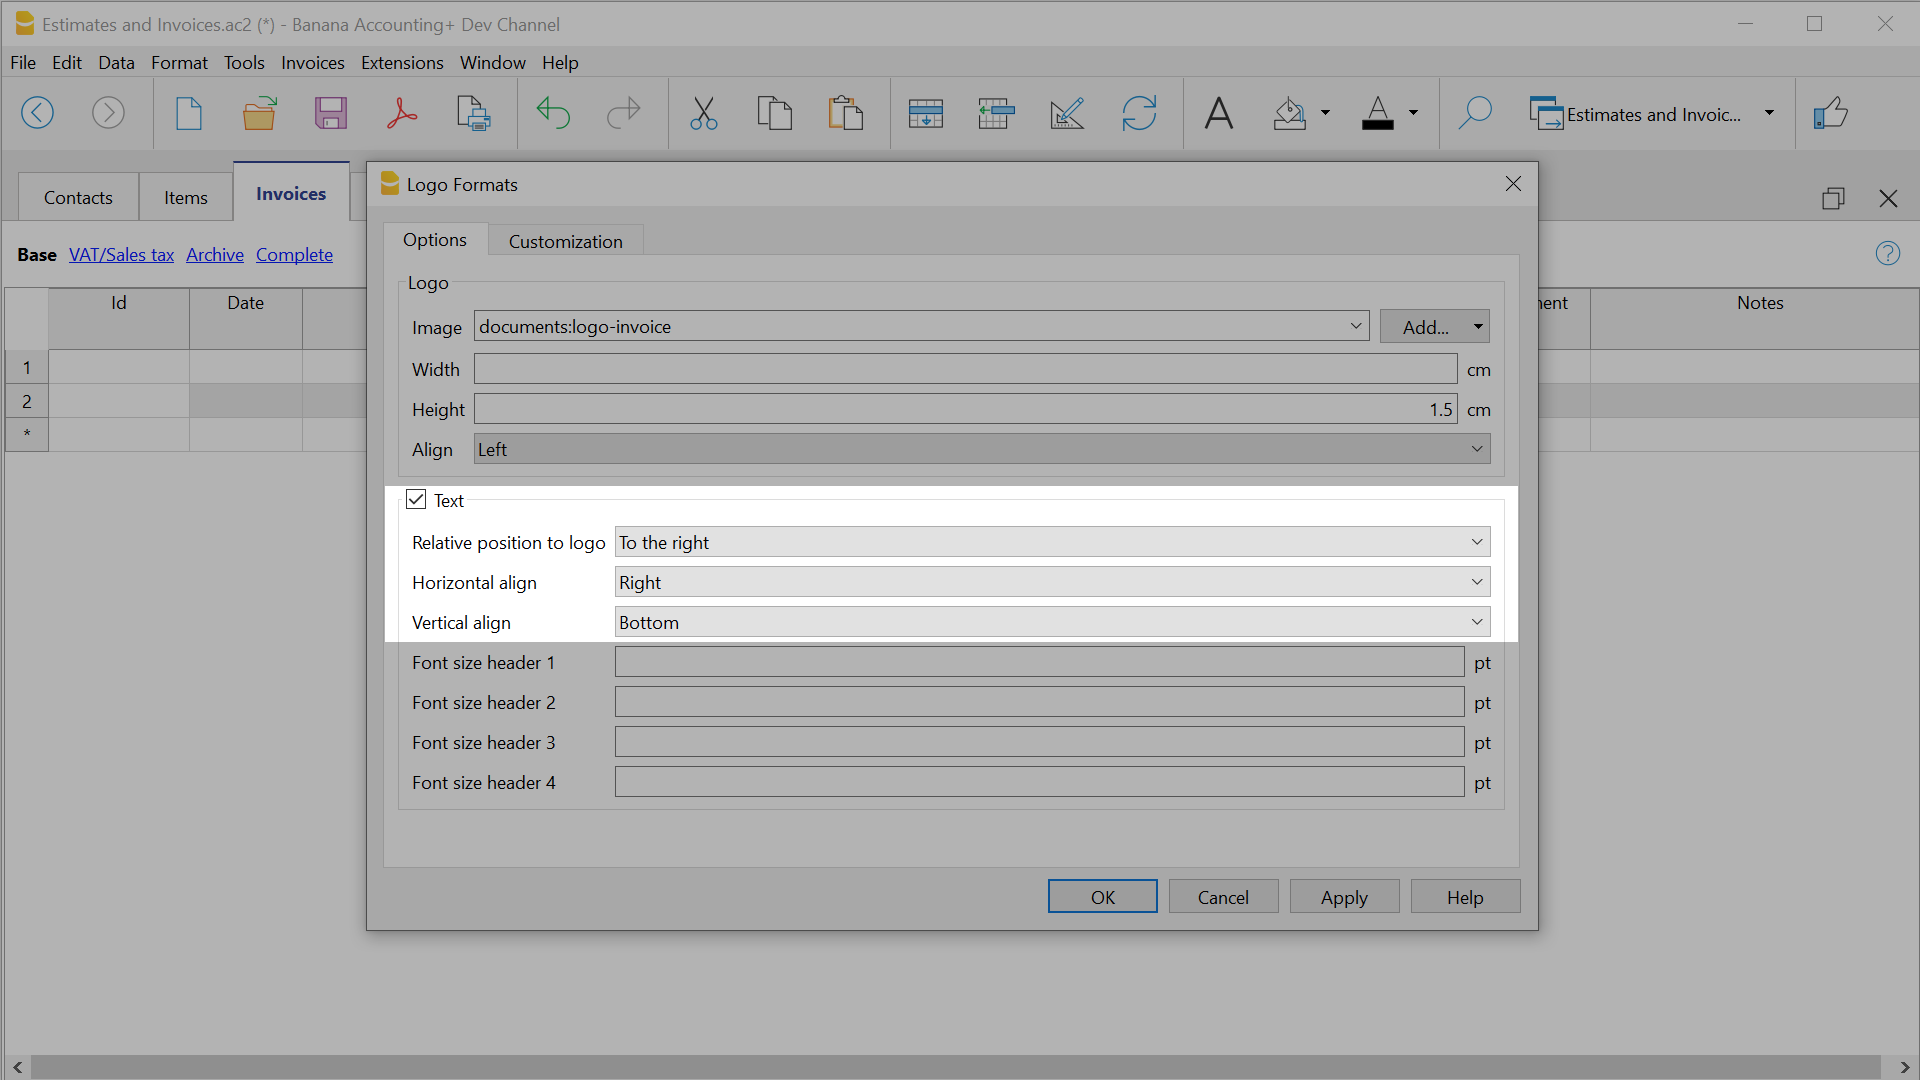 Estimates and Invoices.ac2 (*) - Banana Accounting+ Dev Channel
File Edit Data Format Tools Invoices Extensions Window Help
Estimates and Invoic...
Contacts Items Invoices
Logo Formats
Options Customization
Base VAT/Sales tax Archive Complete
Id Date Notes
1
2
*
Logo
Image documents:logo-invoice Add...
Width cm
Height 1.5 cm
Align Left
Text
Relative position to logo To the right
Horizontal align Right
Vertical align Bottom
Font size header 1 pt
Font size header 2 pt
Font size header 3 pt
Font size header 4 pt
OK Cancel Apply Help